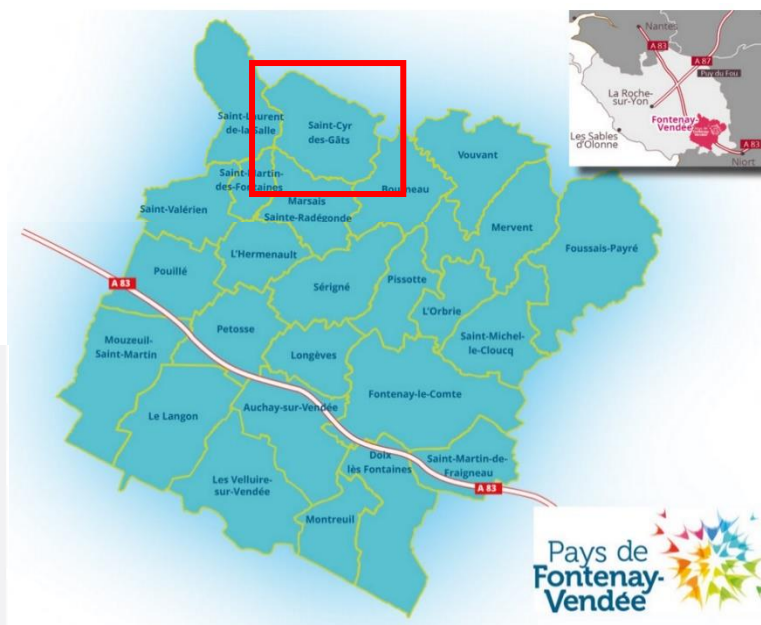 Saint-Laurent
de-la-Salle
Saint-Cyr
des-Gâts
Vouvant
Saint-Martin-
des-Fontaines
Bourneau
Marsais
Sainte-Radégonde
Saint-Valérien
Mervent
Foussais-Payré
L'Hermenault
Pouillé
Sérigné
Pissotte
A 83
L'Orbrie
Petosse
Saint-Michel-
le-Cloucq
Mouzeuil-
Saint-Martin
Longèves
Fontenay-le-Comte
Le Langon
Auchay-sur-Vendée
Doix
lès Fontaines
Saint-Martin-de-
Fraigneau
Les Velluire-
sur-Vendée
A 83
Montreuil
Nantes
A 83
A 87
Puy du Fou
La Roche-
sur-Yon
Fontenay-
Vendée
Les Sables
d'Olonne
A 83
Niort
Pays de
Fontenay-
Vendée